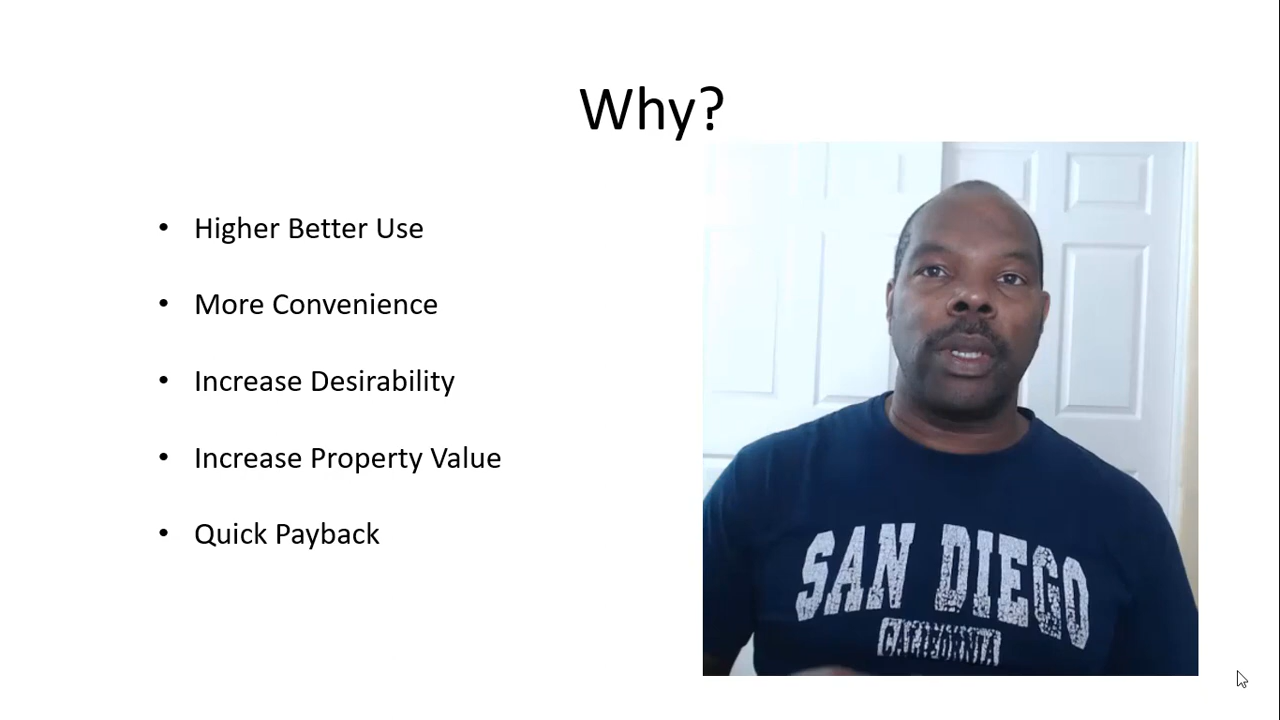 Why?
• Higher Better Use
• More Convenience
• Increase Desirability
• Increase Property Value
• Quick Payback
SAN DIEGO
CALIFORNIA